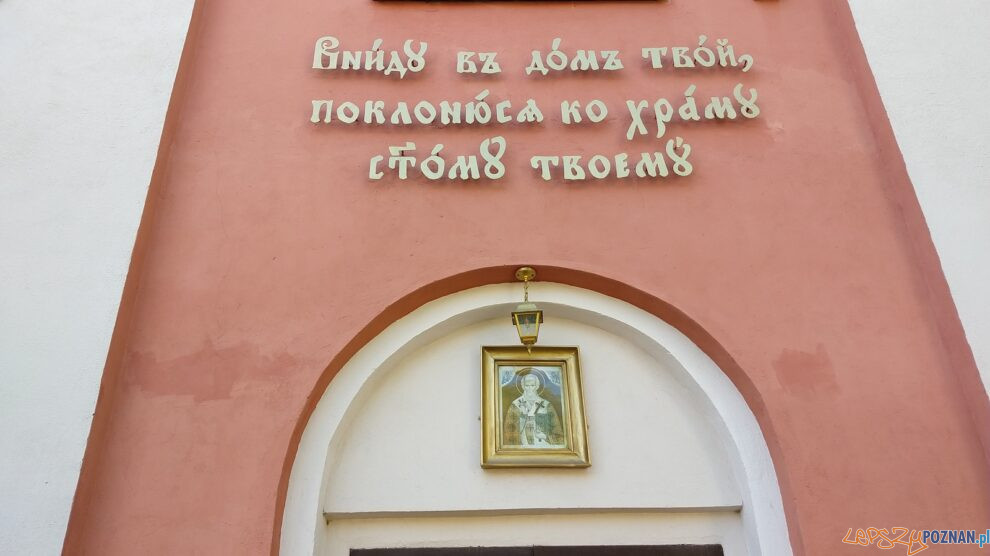 Вни́дꙋ въ до́мъ тво́й,
поклоню́сѧ ко хра́мꙋ
ст҃о́мꙋ твоемꙋ̀
LEPSZYPOZNAN.pl